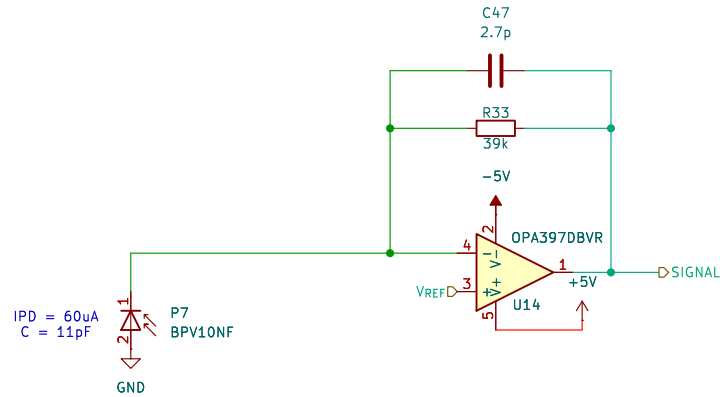 C47
2.7p
R33
39k
-5V
2
OPA397DBVR
4
- V-
1
SIGNAL
VREF
3
+ V+
+5V
U14
5
1
IPD = 60uA
C = 11pF
P7
BPV10NF
2
GND